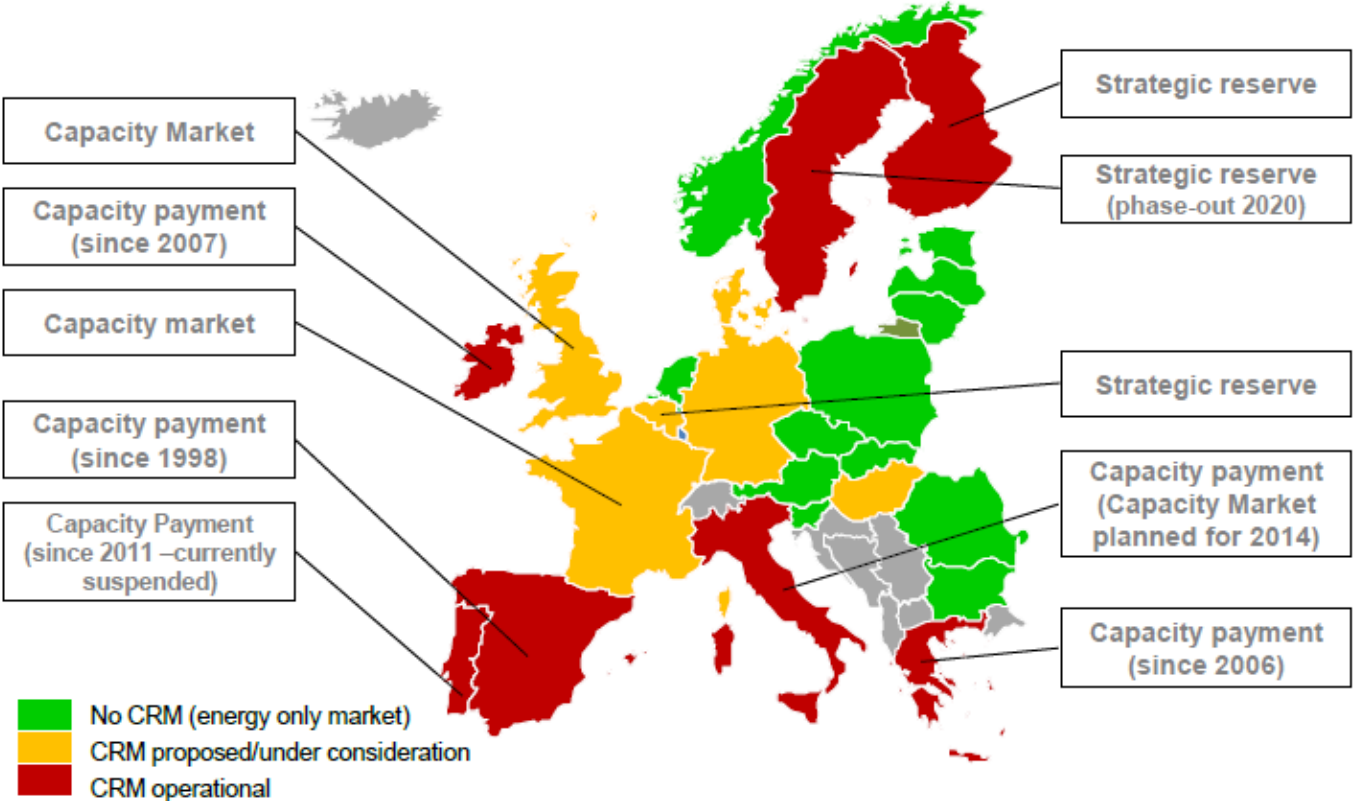 Capacity Market
Capacity payment
(since 2007)
Capacity market
Capacity payment
(since 1998)
Capacity Payment
(since 2011 –currently
suspended)
Strategic reserve
Strategic reserve
(phase-out 2020)
Strategic reserve
Capacity payment
(Capacity Market
planned for 2014)
Capacity payment
(since 2006)
No CRM (energy only market)
CRM proposed/under consideration
CRM operational